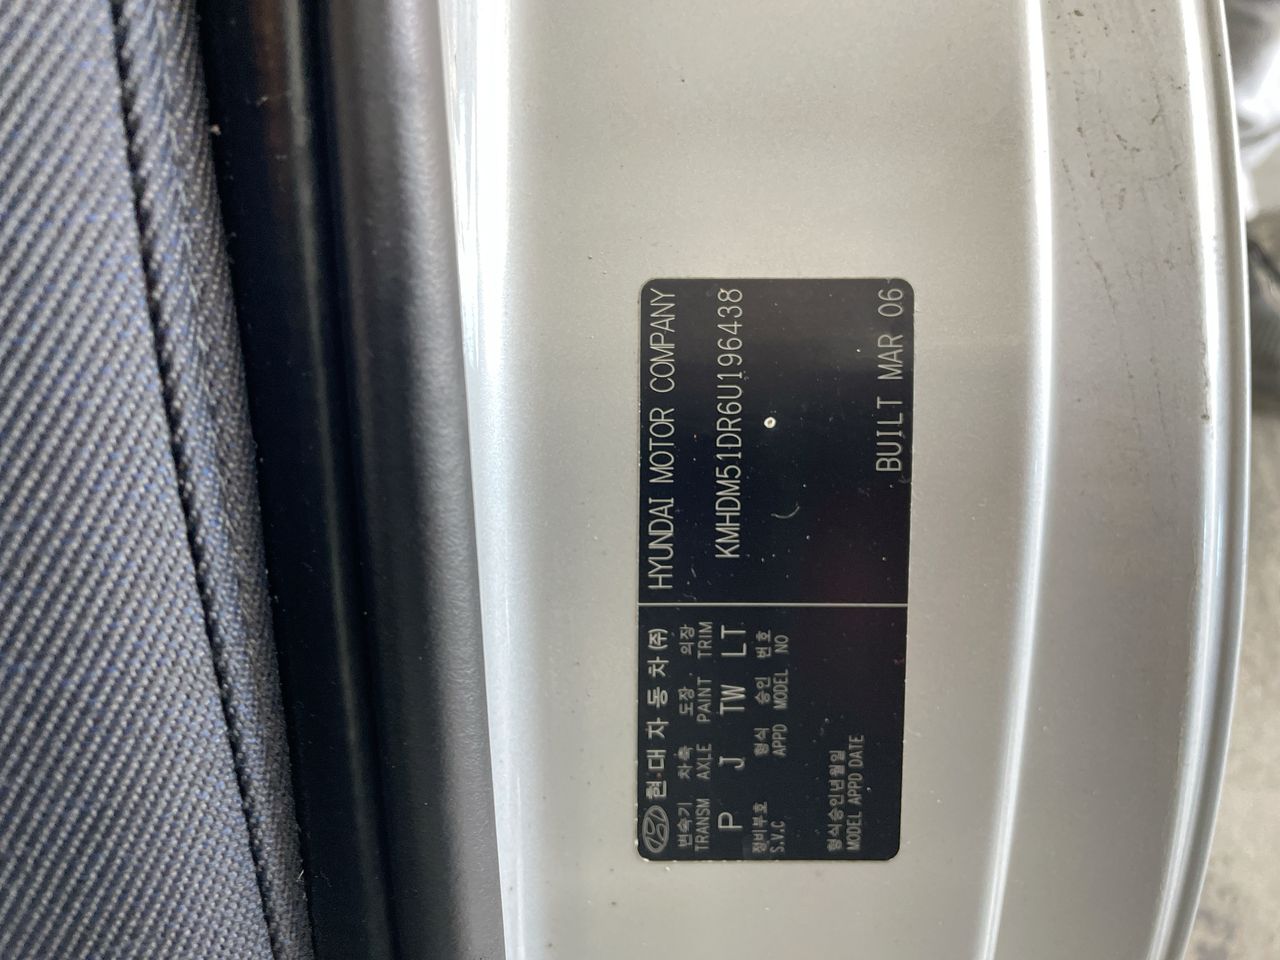 현대자동차(주)
변속기 차축 도장 외장
TRANSM AXLE PAINT TRIM
P J TW LT
장비부호 형식 승인 번호
S.V.C APPD MODEL NO
형식승인년월일
MODEL APPD DATE
HYUNDAI MOTOR COMPANY
KMHDM51DR6U196438
BUILT MAR 06